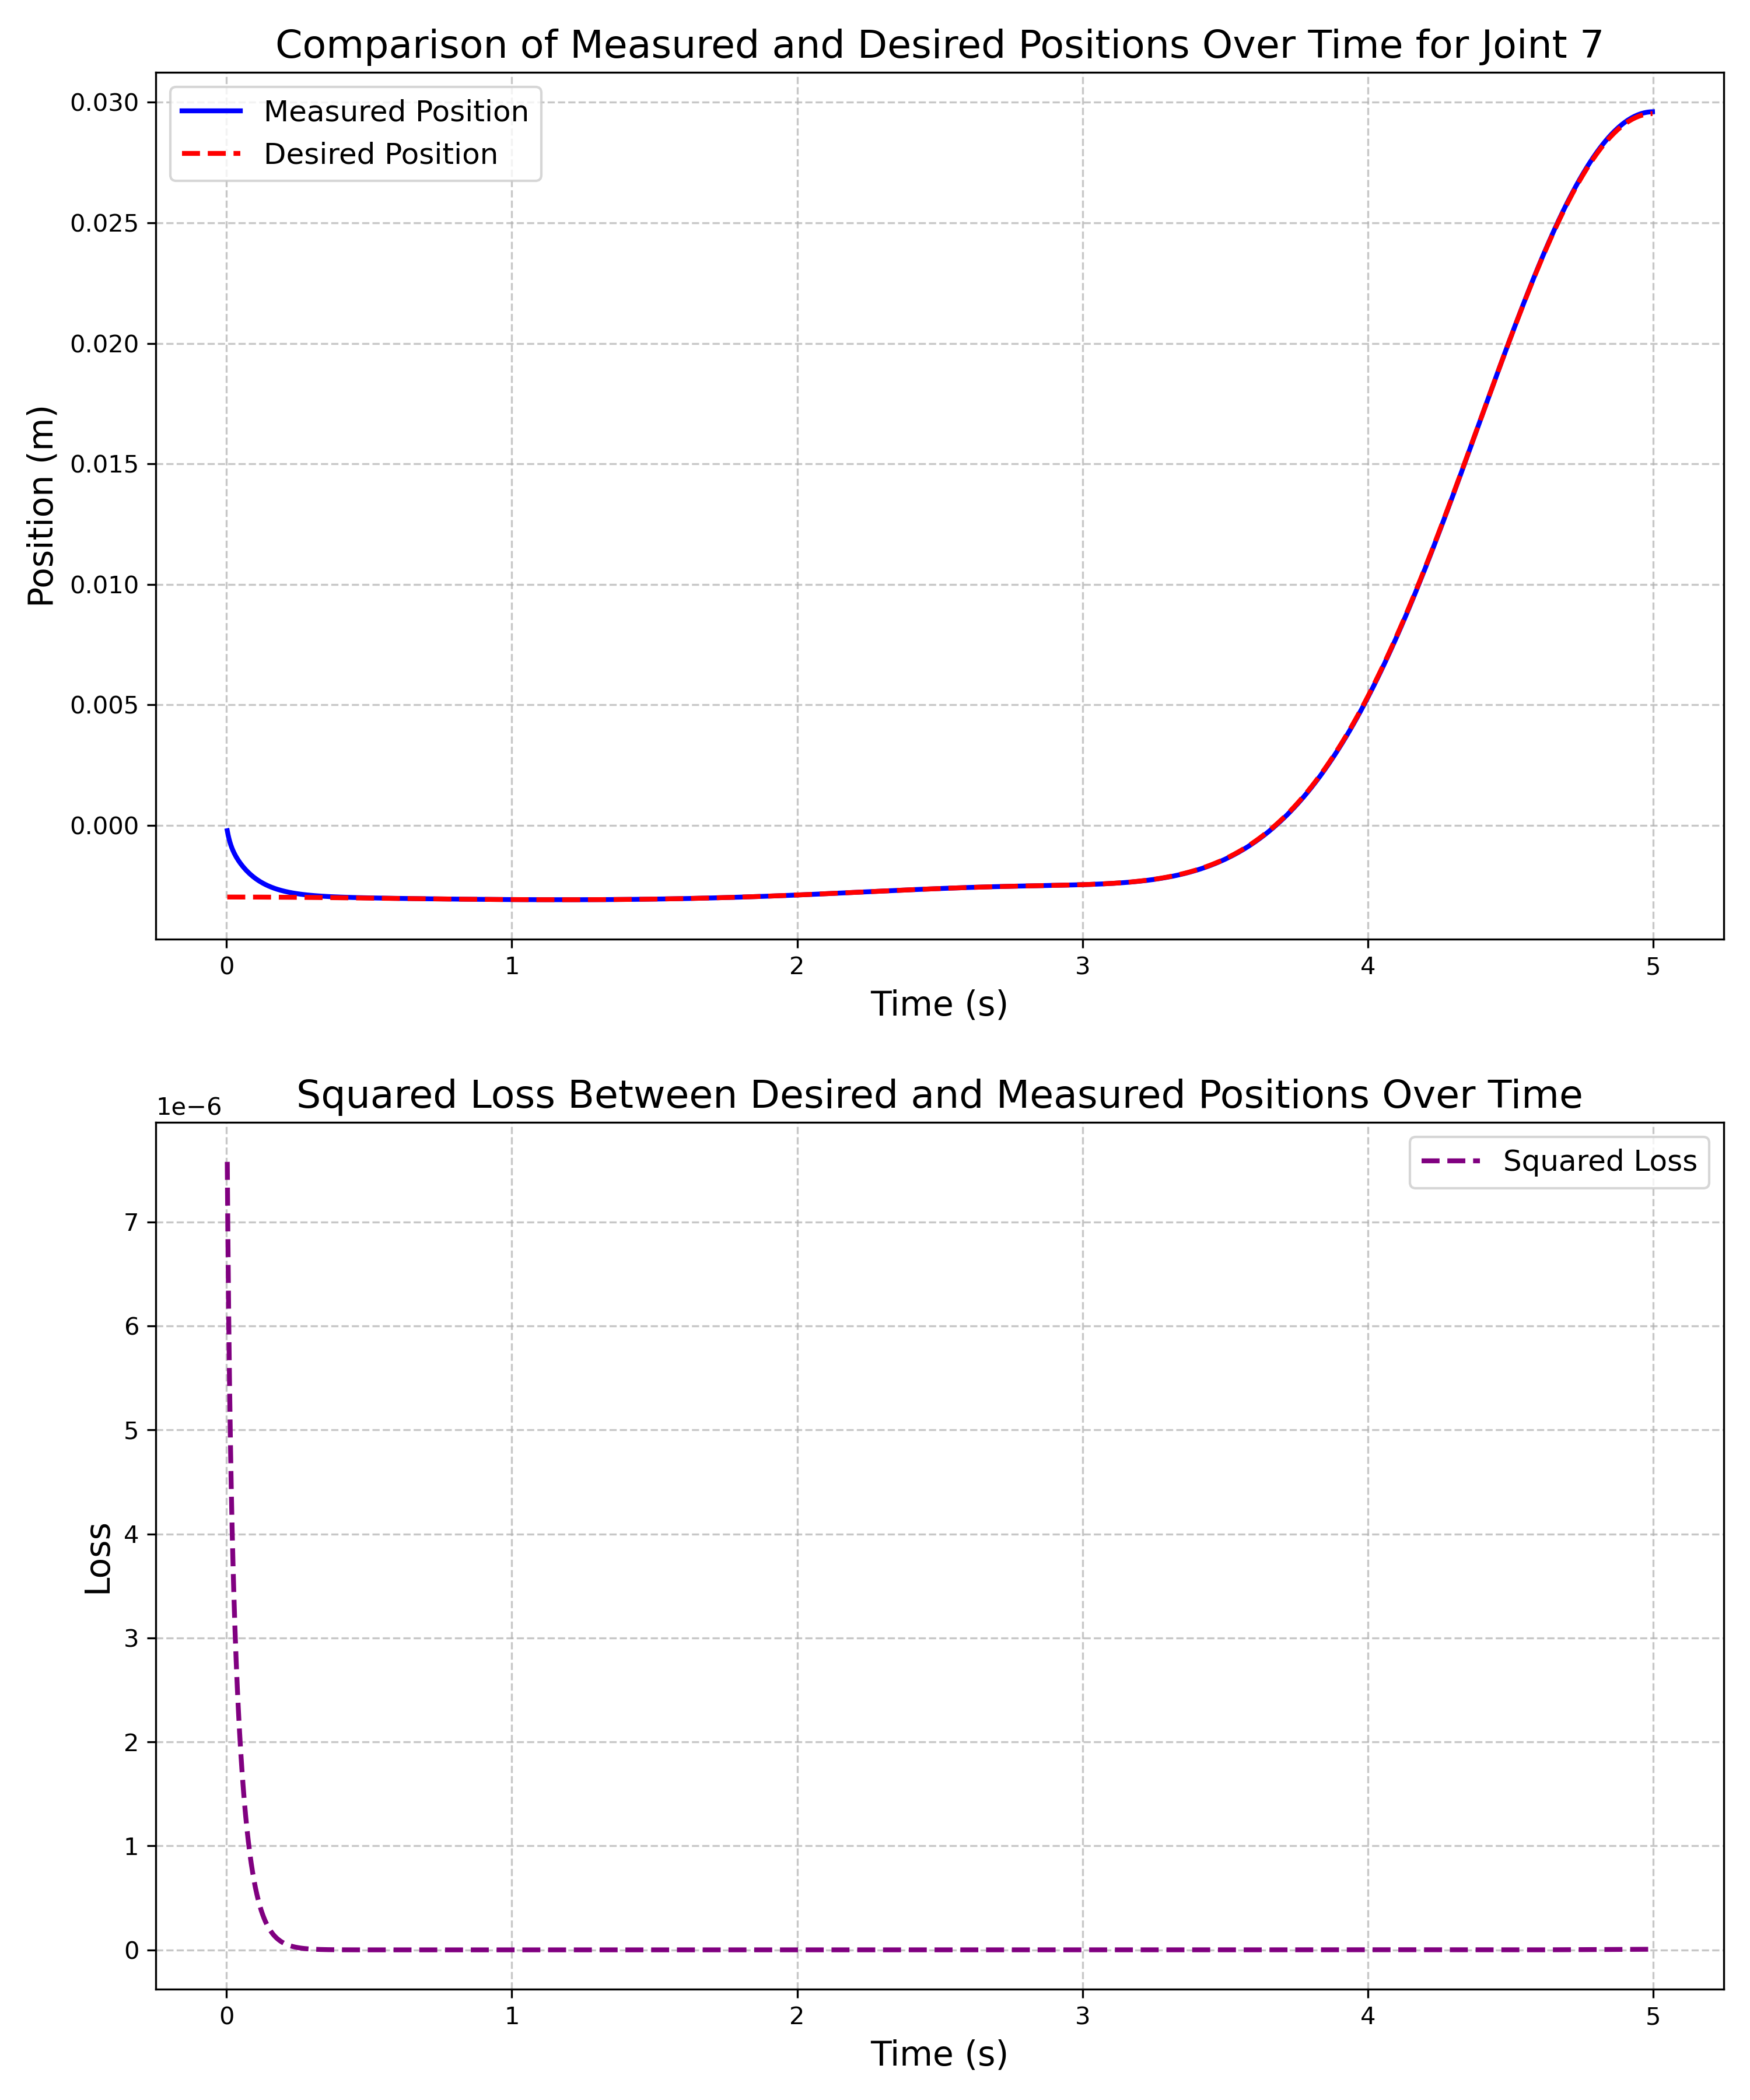 Comparison of Measured and Desired Positions Over Time for Joint 7
Measured Position
Desired Position
0.030
0.025
0.020
0.015
0.010
0.005
0.000
Position (m)
0 1 2 3 4 5
Time (s)
Squared Loss Between Desired and Measured Positions Over Time
1e−6
Squared Loss
7
6
5
4
3
2
1
0
Loss
0 1 2 3 4 5
Time (s)